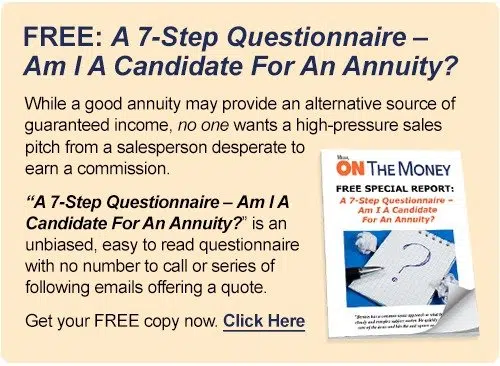 FREE: A 7-Step Questionnaire –
Am I A Candidate For An Annuity?
While a good annuity may provide an alternative source of
guaranteed income, no one wants a high-pressure sales
pitch from a salesperson desperate to
earn a commission.
“A 7-Step Questionnaire – Am I A
Candidate For An Annuity?” is an
unbiased, easy to read questionnaire
with no number to call or series of
following emails offering a quote.
Get your FREE copy now. Click Here
ON THE MONEY
FREE SPECIAL REPORT:
A 7-Step Questionnaire –
Am I A Candidate
For An Annuity?
?